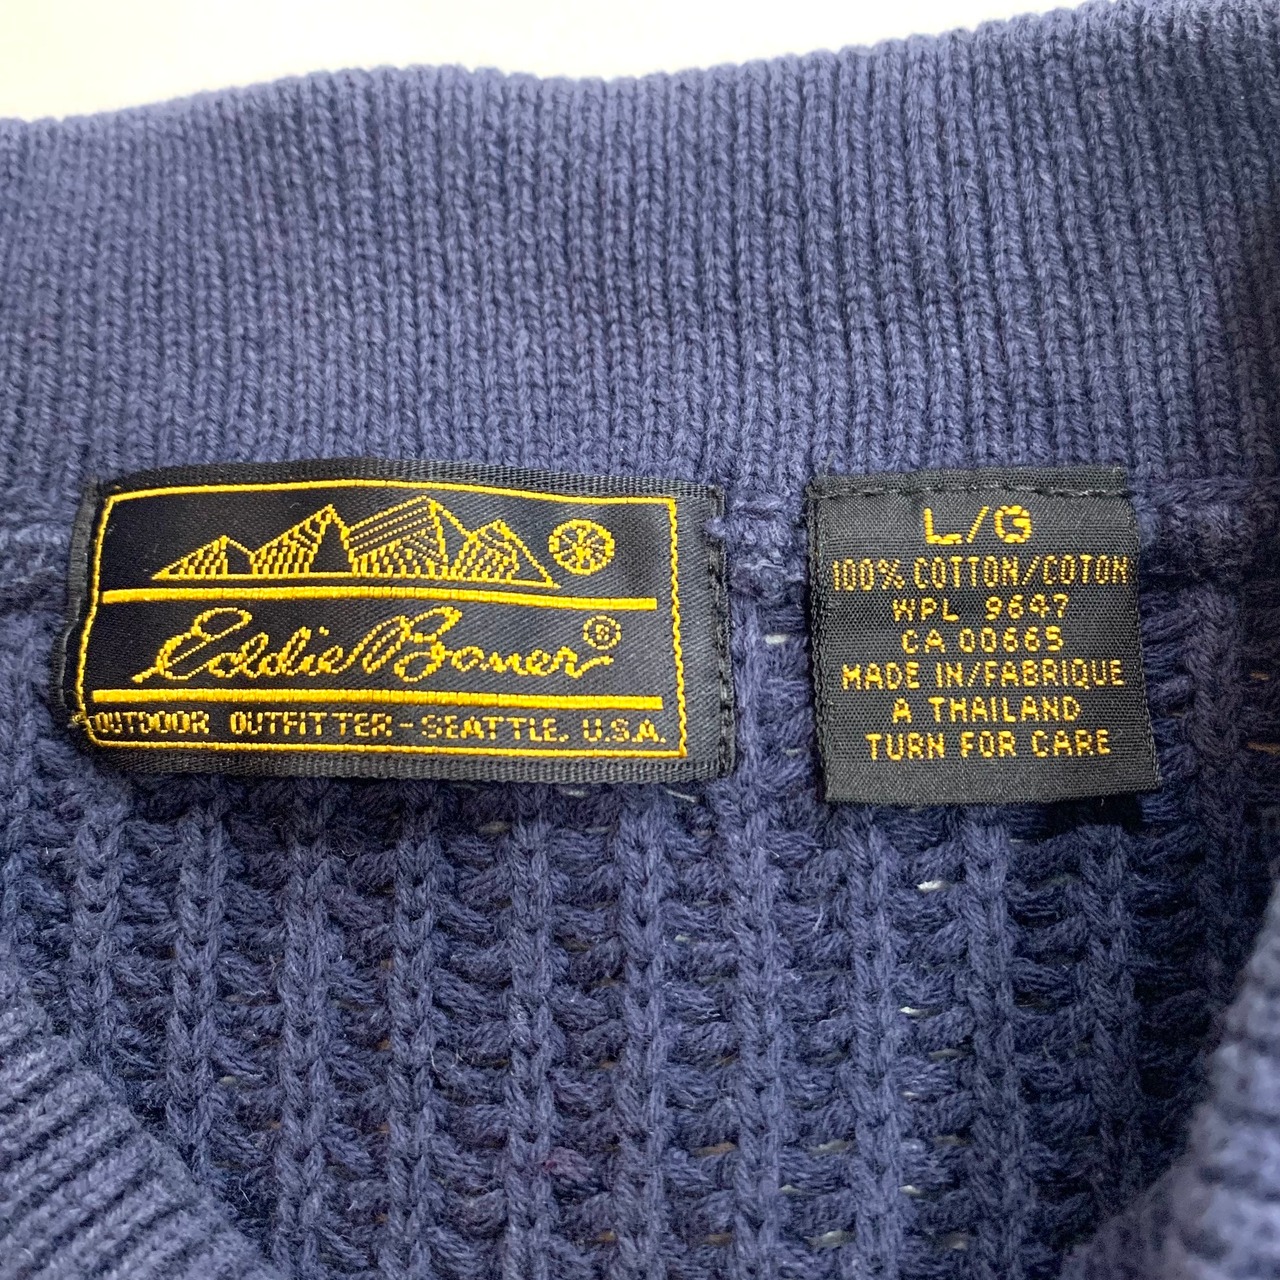 Eddie Bauer®
OUTDOOR OUTFITTER-SEATTLE, U.S.A.
L/G
100% COTTON/COTON
WPL 9647
CA 00665
MADE IN/FABRIQUE
A THAILAND
TURN FOR CARE